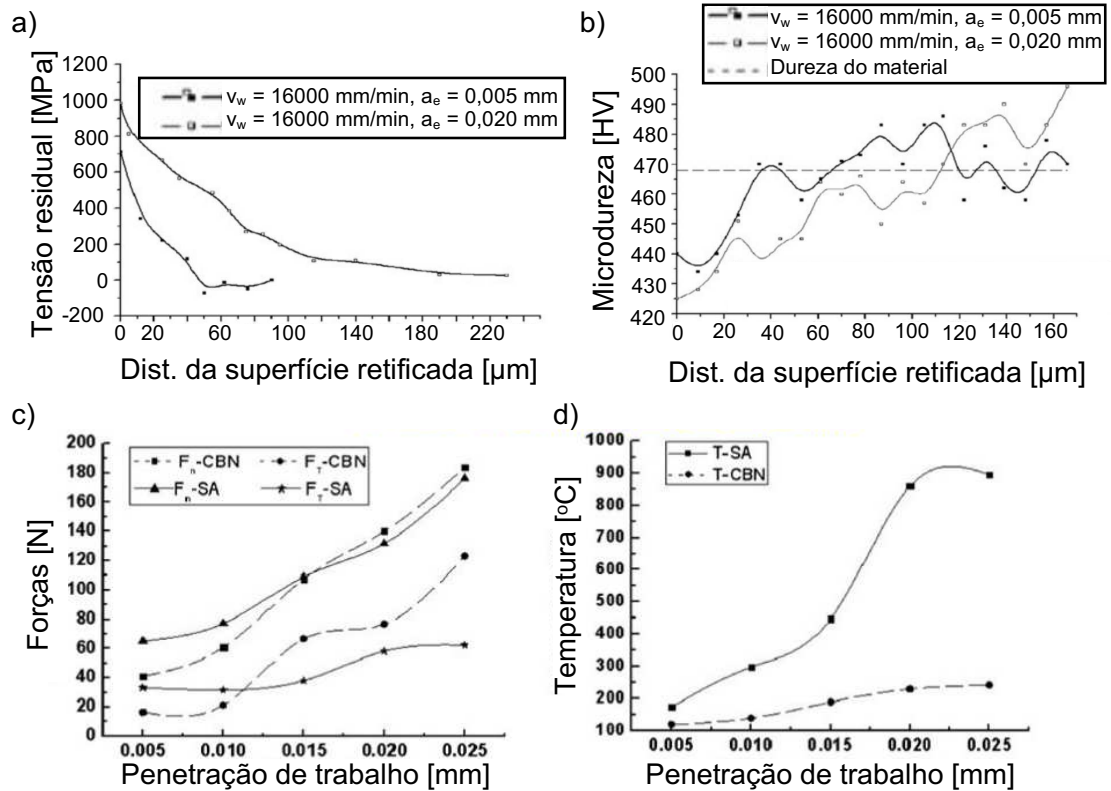 a)
v_w = 16000 mm/min, a_e = 0,005 mm
v_w = 16000 mm/min, a_e = 0,020 mm
Tensão residual [MPa]
1200
1000
800
600
400
200
0
-200
0 20 40 60 80 100 120 140 160 180 200 220
Dist. da superfície retificada [µm]
b)
v_w = 16000 mm/min, a_e = 0,005 mm
v_w = 16000 mm/min, a_e = 0,020 mm
Dureza do material
Microdureza [HV]
500
490
480
470
460
450
440
430
420
0 20 40 60 80 100 120 140 160
Dist. da superfície retificada [µm]
c)
F_n-CBN F_T-CBN
F_n-SA F_T-SA
Forças [N]
200
180
160
140
120
100
80
60
40
20
0
0.005 0.010 0.015 0.020 0.025
Penetração de trabalho [mm]
d)
T-SA
T-CBN
Temperatura [ºC]
1000
900
800
700
600
500
400
300
200
100
0.005 0.010 0.015 0.020 0.025
Penetração de trabalho [mm]